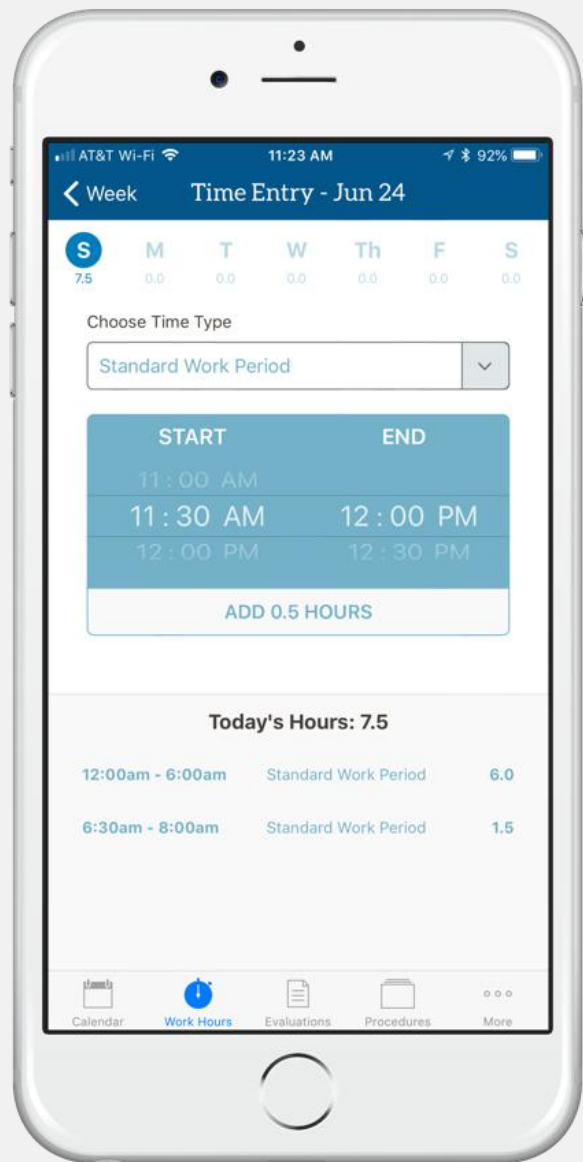 AT&T Wi-Fi 11:23 AM 92%
Week Time Entry - Jun 24
S M T W Th F S
7.5 0.0 0.0 0.0 0.0 0.0 0.0
Choose Time Type
Standard Work Period
START END
11:00 AM
11:30 AM 12:00 PM
12:00 PM 12:30 PM
ADD 0.5 HOURS
Today's Hours: 7.5
12:00am - 6:00am Standard Work Period 6.0
6:30am - 8:00am Standard Work Period 1.5
Calendar Work Hours Evaluations Procedures More